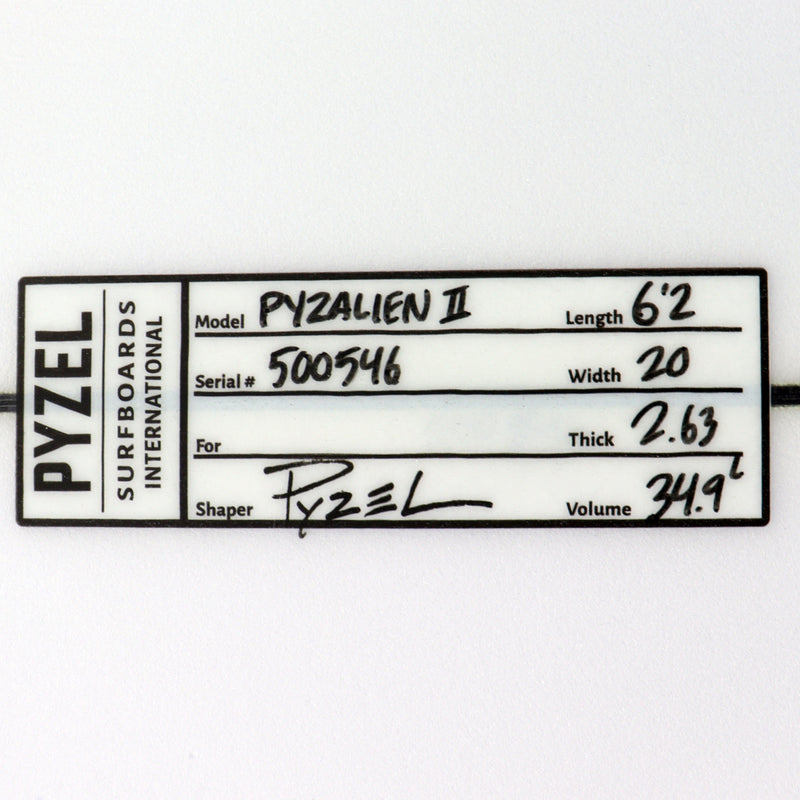 PYZEL
SURFBOARDS
INTERNATIONAL
Model PYZALIEN II Length 6'2
Serial # 500546 Width 20
For Thick 2.63
Shaper PYZEL Volume 34.9L